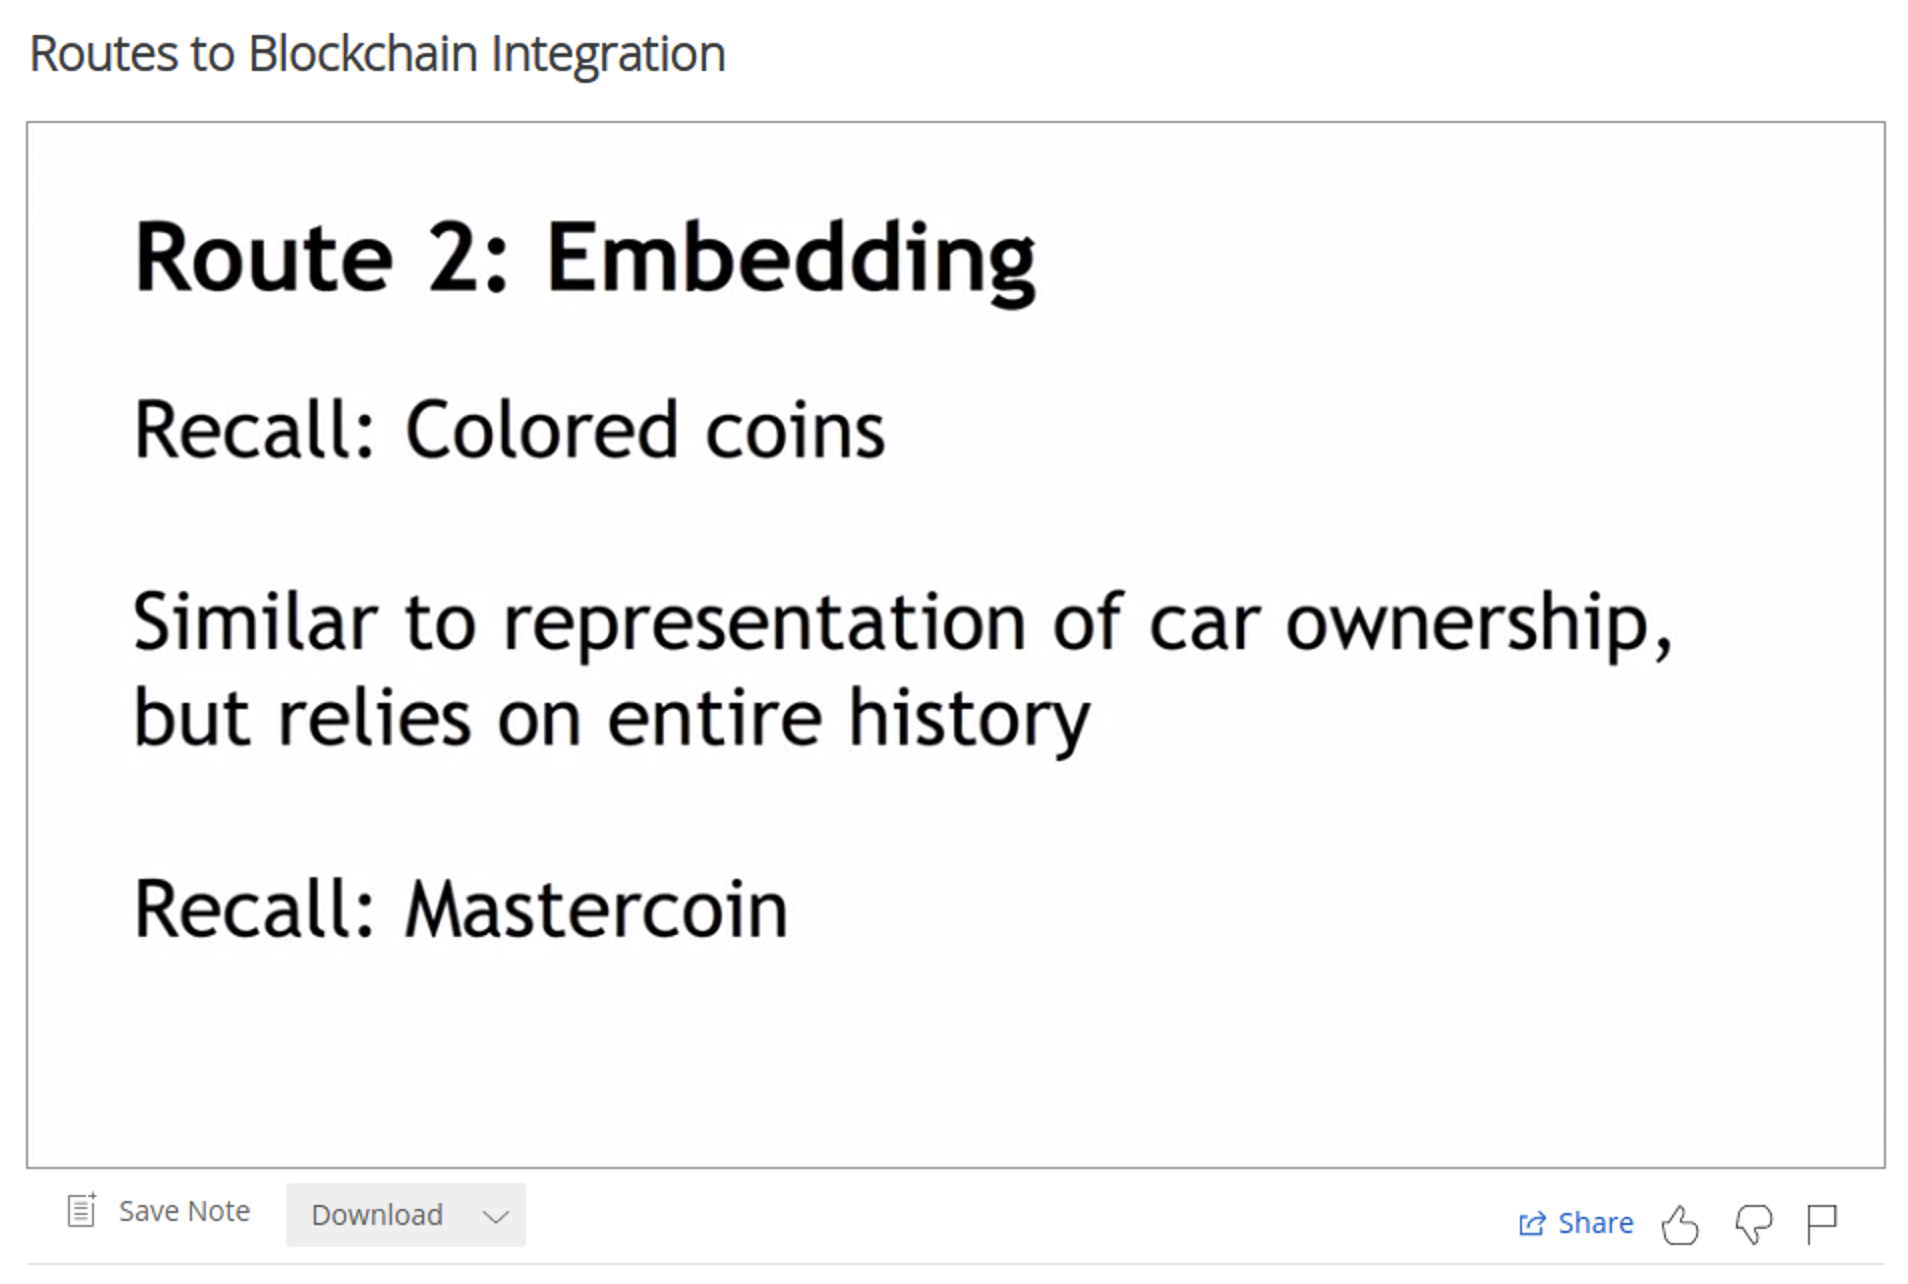 Routes to Blockchain Integration
Route 2: Embedding
Recall: Colored coins
Similar to representation of car ownership,
but relies on entire history
Recall: Mastercoin
Save Note
Download
Share